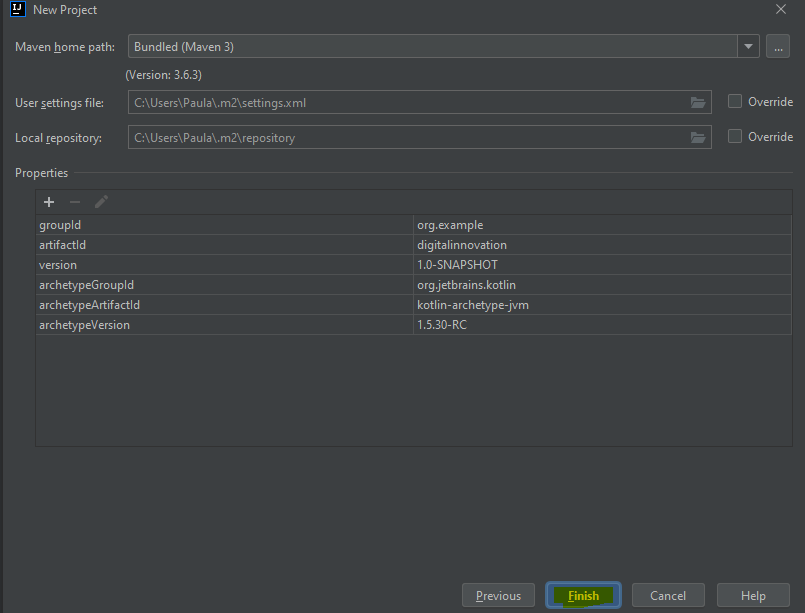 IJ
New Project
Maven home path: Bundled (Maven 3) ...
(Version: 3.6.3)
User settings file: C:\Users\Paula\.m2\settings.xml Override
Local repository: C:\Users\Paula\.m2\repository Override
Properties
groupId org.example
artifactId digitalinnovation
version 1.0-SNAPSHOT
archetypeGroupId org.jetbrains.kotlin
archetypeArtifactId kotlin-archetype-jvm
archetypeVersion 1.5.30-RC
Previous Finish Cancel Help